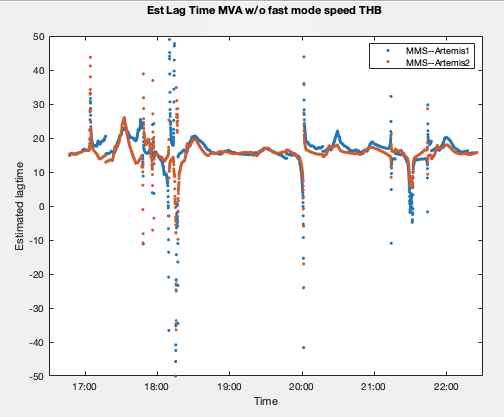 Est Lag Time MVA w/o fast mode speed THB
MMS--Artemis1
MMS--Artemis2
50
40
30
20
10
0
-10
-20
-30
-40
-50
Estimated lagtime
17:00 18:00 19:00 20:00 21:00 22:00
Time